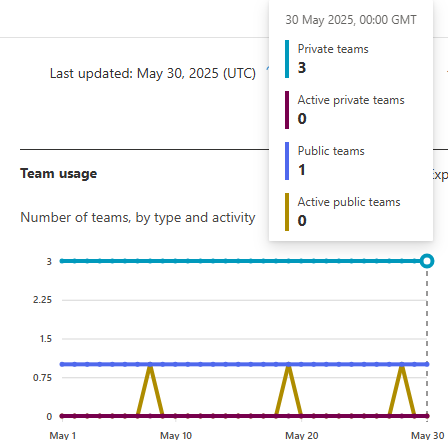 30 May 2025, 00:00 GMT
Private teams
3
Last updated: May 30, 2025 (UTC)
Active private teams
0
Public teams
1
Team usage
Active public teams
0
Number of teams, by type and activity
3
2.25
1.5
0.75
0
May 1
May 10
May 20
May 30